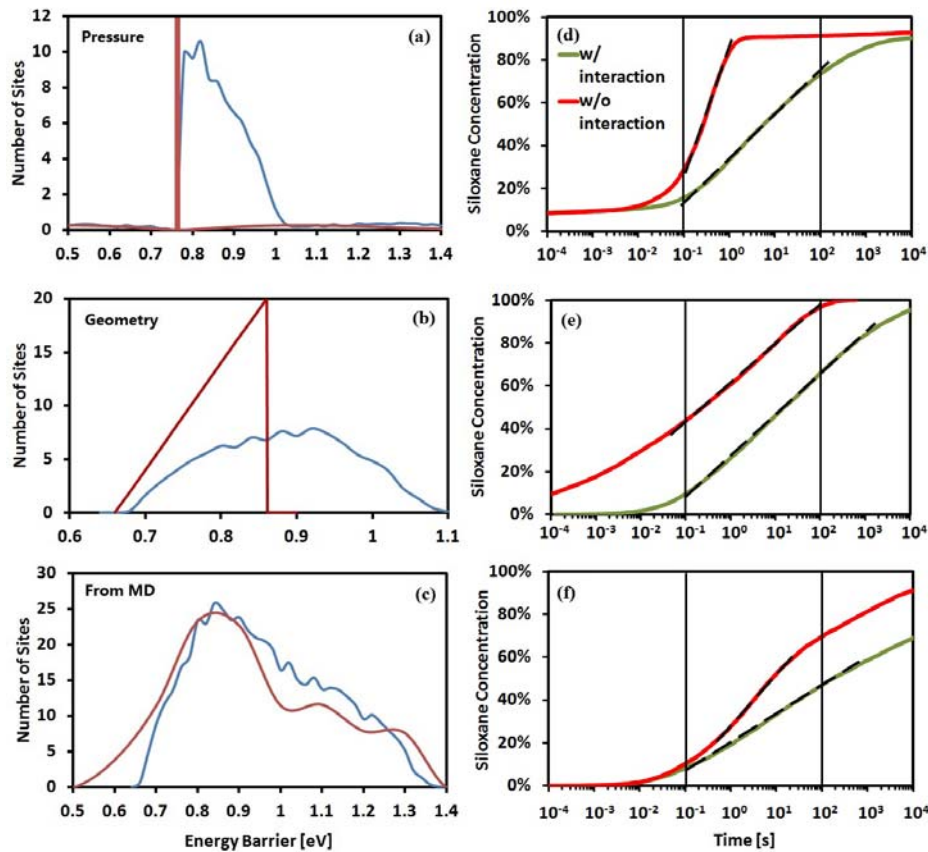 12
10
8
6
4
2
0
Number of Sites
Pressure
(a)
0.5 0.6 0.7 0.8 0.9 1 1.1 1.2 1.3 1.4
100%
80%
60%
40%
20%
0%
Siloxane Concentration
(d)
w/
interaction
w/o
interaction
10⁻⁴ 10⁻³ 10⁻² 10⁻¹ 10⁰ 10¹ 10² 10³ 10⁴
20
15
10
5
0
Number of Sites
Geometry
(b)
0.6 0.7 0.8 0.9 1 1.1
100%
80%
60%
40%
20%
0%
Siloxane Concentration
(e)
10⁻⁴ 10⁻³ 10⁻² 10⁻¹ 10⁰ 10¹ 10² 10³ 10⁴
30
25
20
15
10
5
0
Number of Sites
From MD
(c)
0.5 0.6 0.7 0.8 0.9 1 1.1 1.2 1.3 1.4
Energy Barrier [eV]
100%
80%
60%
40%
20%
0%
Siloxane Concentration
(f)
10⁻⁴ 10⁻³ 10⁻² 10⁻¹ 10⁰ 10¹ 10² 10³ 10⁴
Time [s]